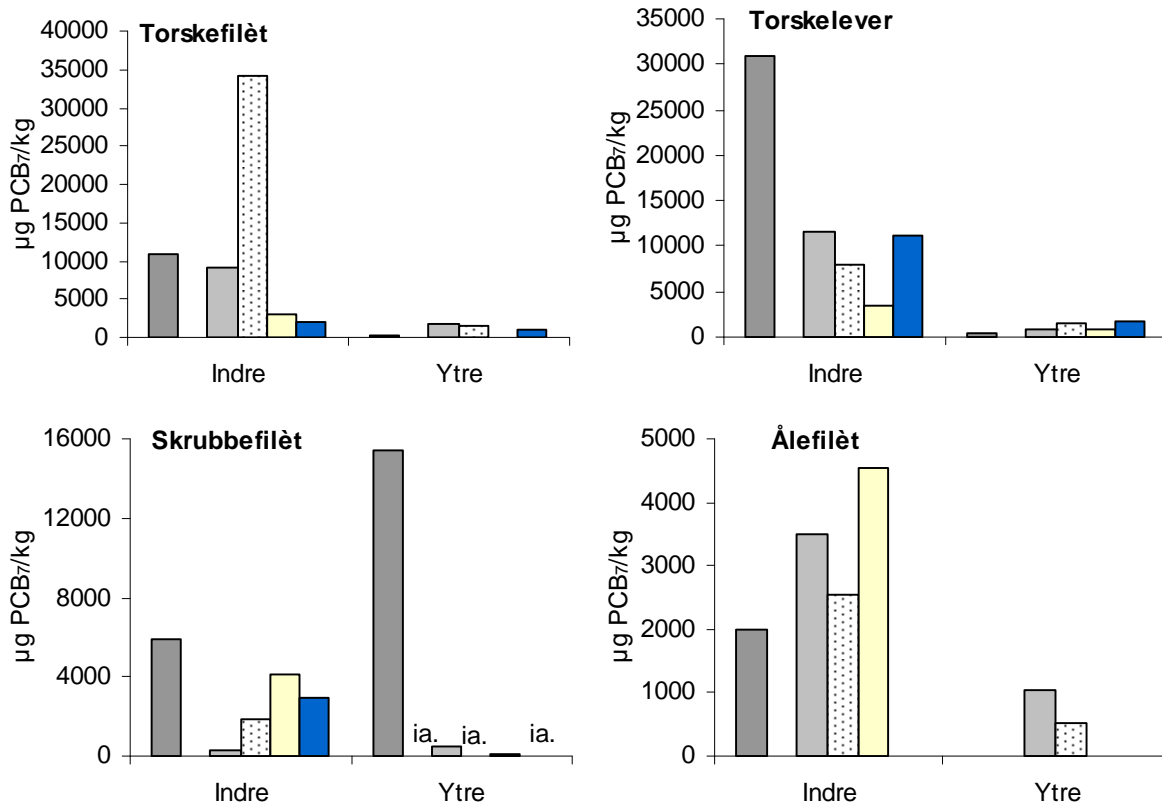 Torskefilèt
µg PCB₇/kg
40000
35000
30000
25000
20000
15000
10000
5000
0
Indre
Ytre
Torskelever
µg PCB₇/kg
35000
30000
25000
20000
15000
10000
5000
0
Indre
Ytre
Skrubbefilèt
µg PCB₇/kg
16000
12000
8000
4000
0
ia. ia. ia.
Indre
Ytre
Ålefilèt
µg PCB₇/kg
5000
4000
3000
2000
1000
0
Indre
Ytre